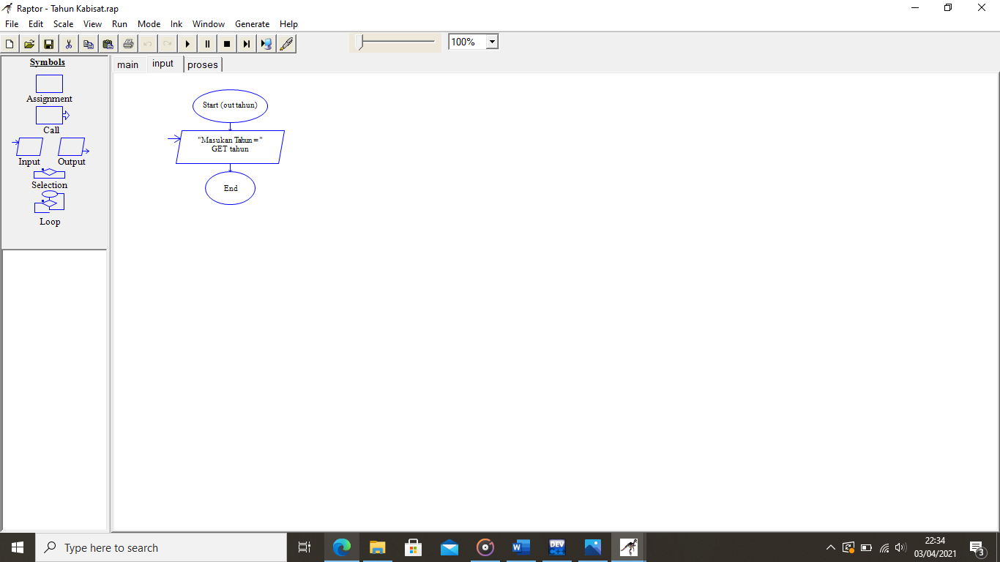 Raptor - Tahun Kabisat.rap
File Edit Scale View Run Mode Ink Window Generate Help
100%
Symbols
Assignment
Call
Input Output
Selection
Loop
main input proses
Start (out tahun)
"Masukan Tahun = "
GET tahun
End
Type here to search
W
DEV
C++
22:34
03/04/2021
3